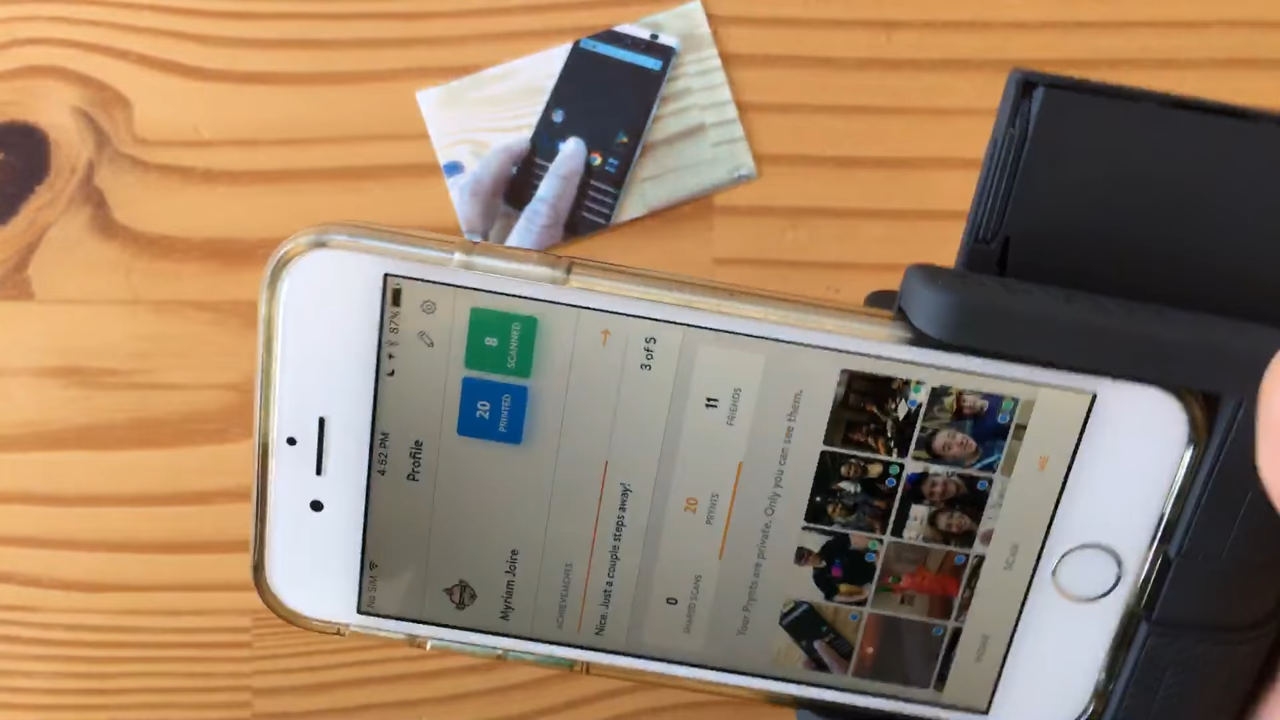 No SIM 4:52 PM 87%
Profile
20
PRINTED
8
SCANNED
Myriam Joire
ACHIEVEMENTS
Nice! Just a couple steps away!
3 of 5
0
SHARED SCANS
20
PRYNTS
11
FRIENDS
Your Prynts are private. Only you can see them.
HOME
SCAN
ME